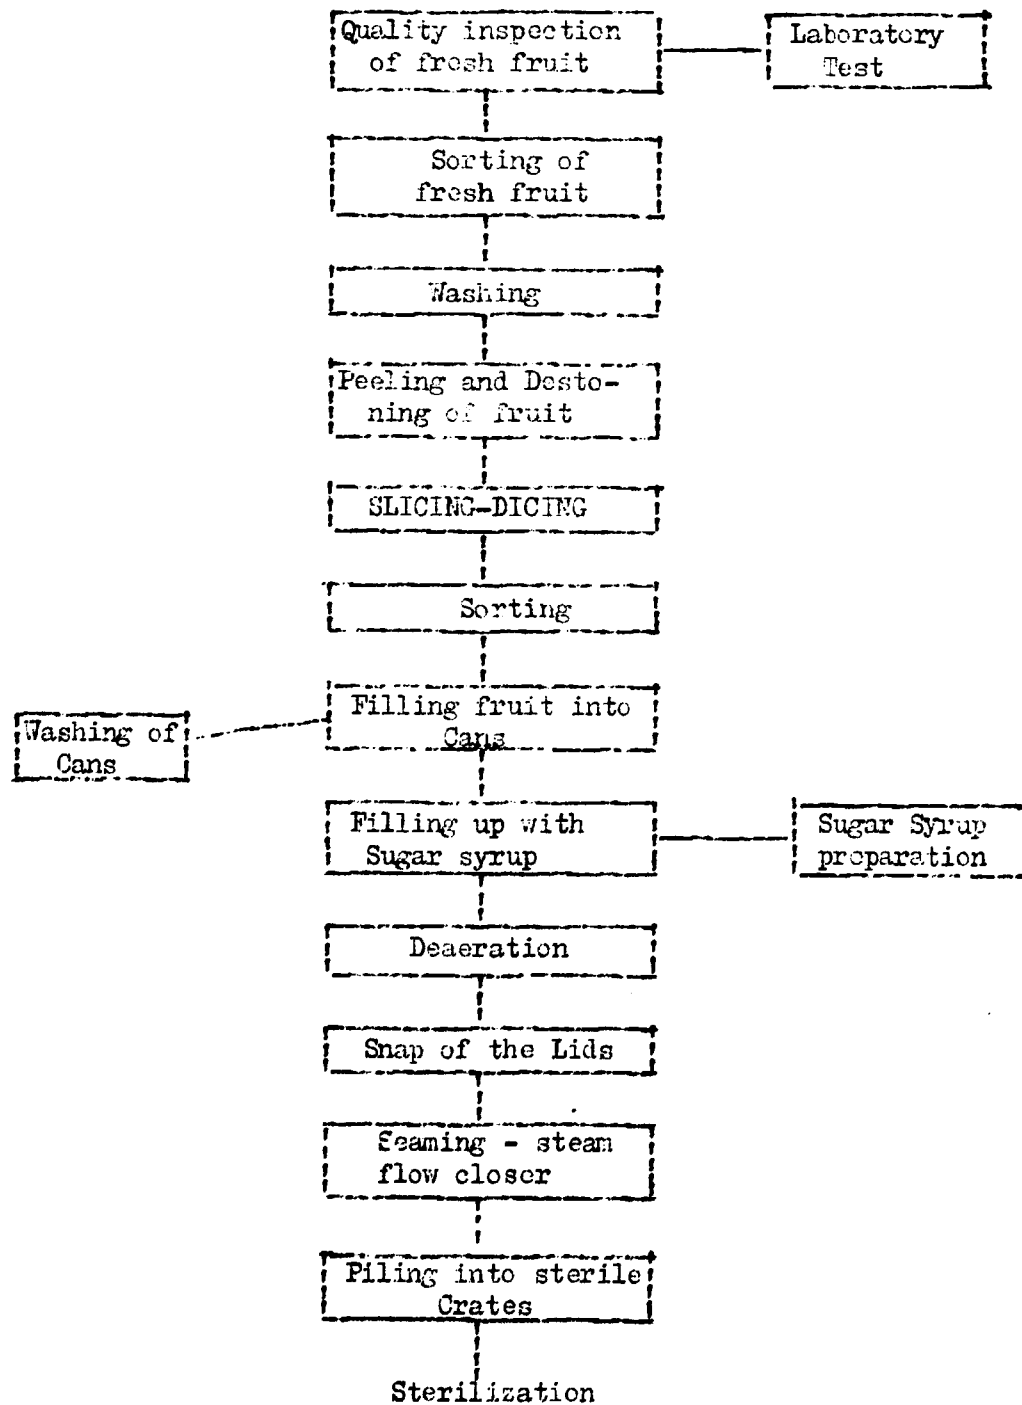 Quality inspection
of fresh fruit
Laboratory
Test
Sorting of
fresh fruit
Washing
Peeling and Desto-
ning of fruit
SLICING-DICING
Sorting
Filling fruit into
Cans
Washing of
Cans
Filling up with
Sugar syrup
Sugar Syrup
preparation
Deaeration
Snap of the Lids
Seaming - steam
flow closer
Piling into sterile
Crates
Sterilization